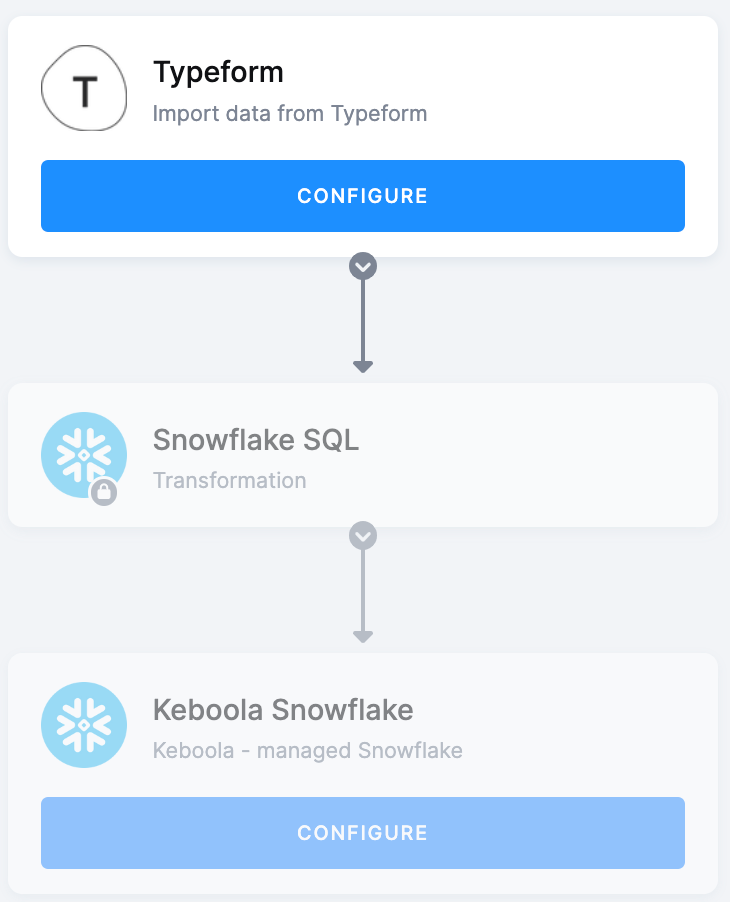 T
Typeform
Import data from Typeform
CONFIGURE
Snowflake SQL
Transformation
Keboola Snowflake
Keboola - managed Snowflake
CONFIGURE